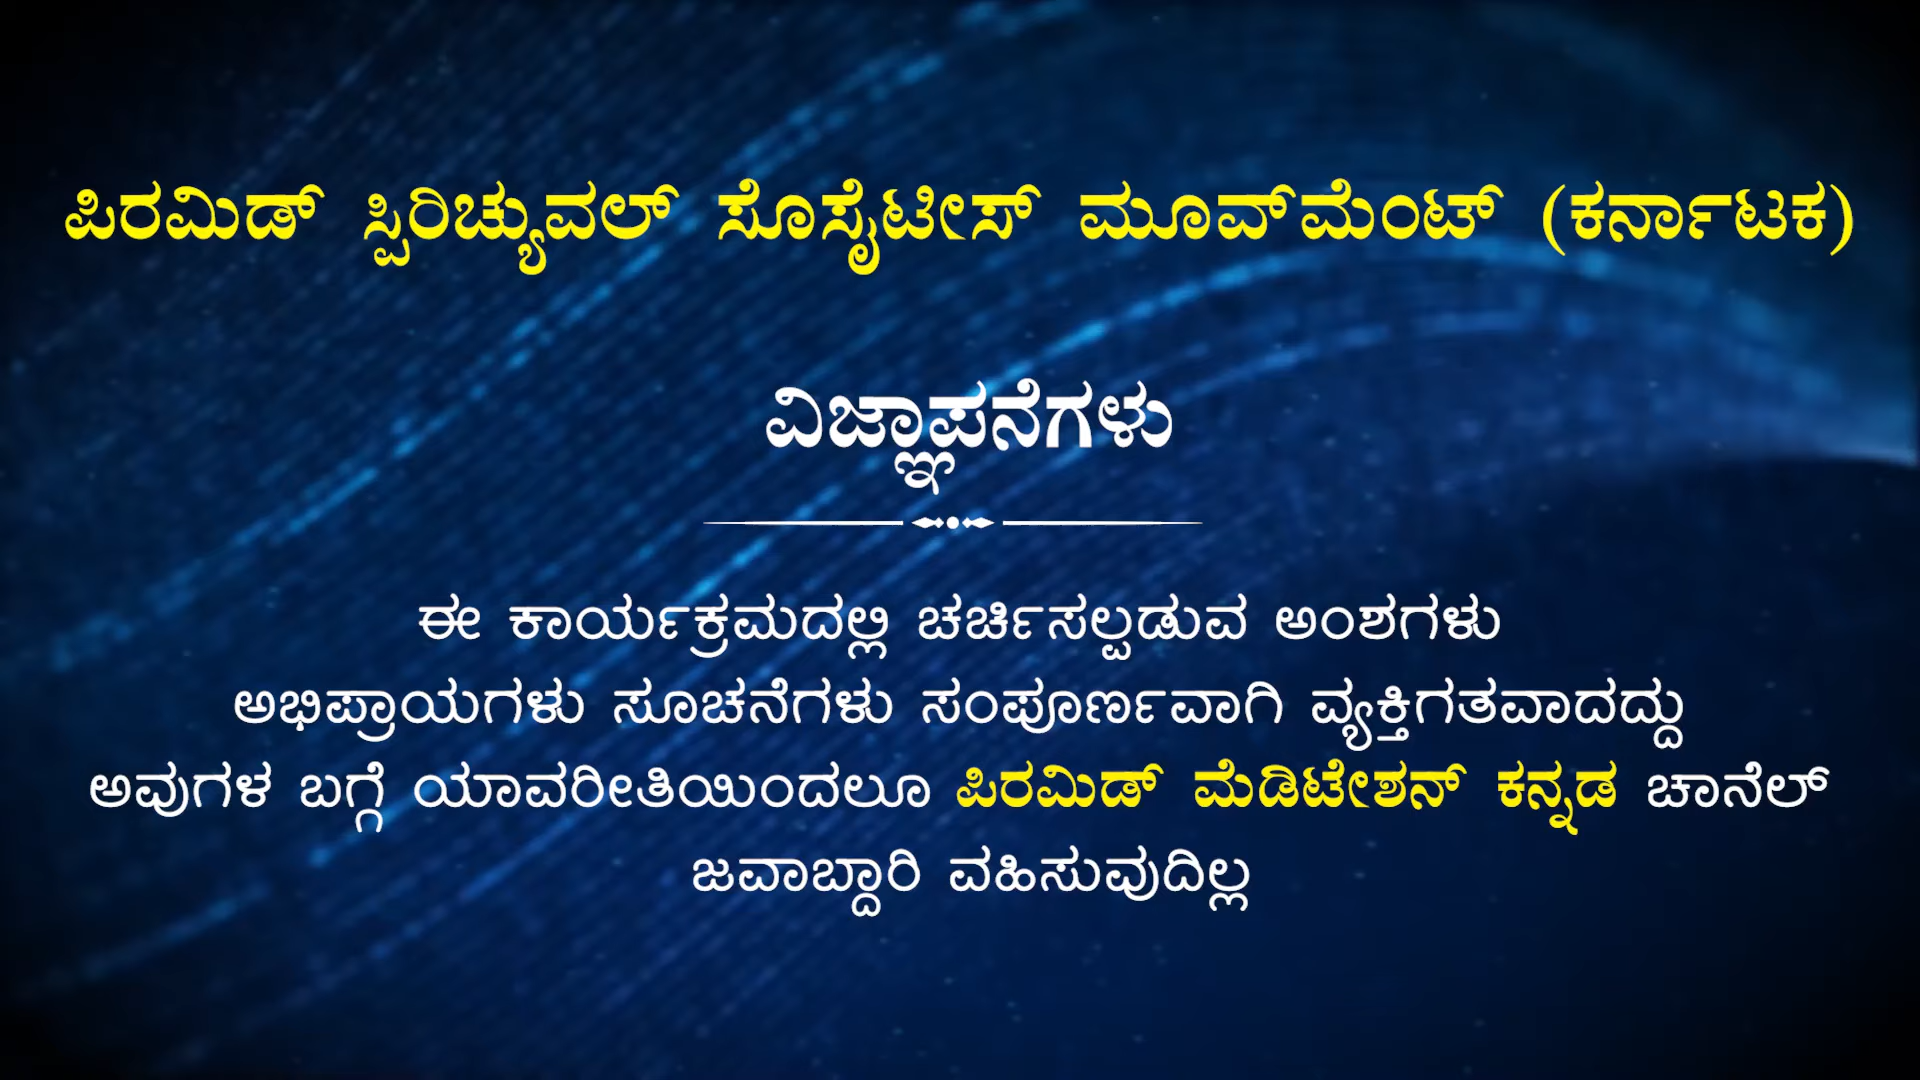 ಪಿರಮಿಡ್ ಸ್ಪಿರಿಚ್ಯುವಲ್ ಸೊಸೈಟೀಸ್ ಮೂವ್‌ಮೆಂಟ್ (ಕರ್ನಾಟಕ)
ವಿಜ್ಞಾಪನೆಗಳು
ಈ ಕಾರ್ಯಕ್ರಮದಲ್ಲಿ ಚರ್ಚಿಸಲ್ಪಡುವ ಅಂಶಗಳು
ಅಭಿಪ್ರಾಯಗಳು ಸೂಚನೆಗಳು ಸಂಪೂರ್ಣವಾಗಿ ವ್ಯಕ್ತಿಗತವಾದದ್ದು
ಅವುಗಳ ಬಗ್ಗೆ ಯಾವರೀತಿಯಿಂದಲೂ ಪಿರಮಿಡ್ ಮೆಡಿಟೇಶನ್ ಕನ್ನಡ ಚಾನೆಲ್
ಜವಾಬ್ದಾರಿ ವಹಿಸುವುದಿಲ್ಲ